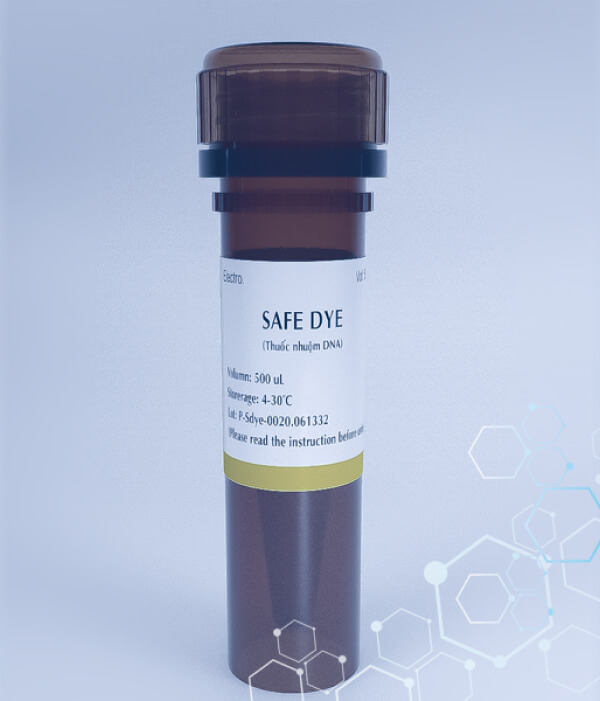 Electro.
SAFE DYE
(Thuốc nhuộm DNA)
Volumn: 500 uL
Storerage: 4-30°C
Lot: P-Sdye-0020.061332
(Please read the instruction before